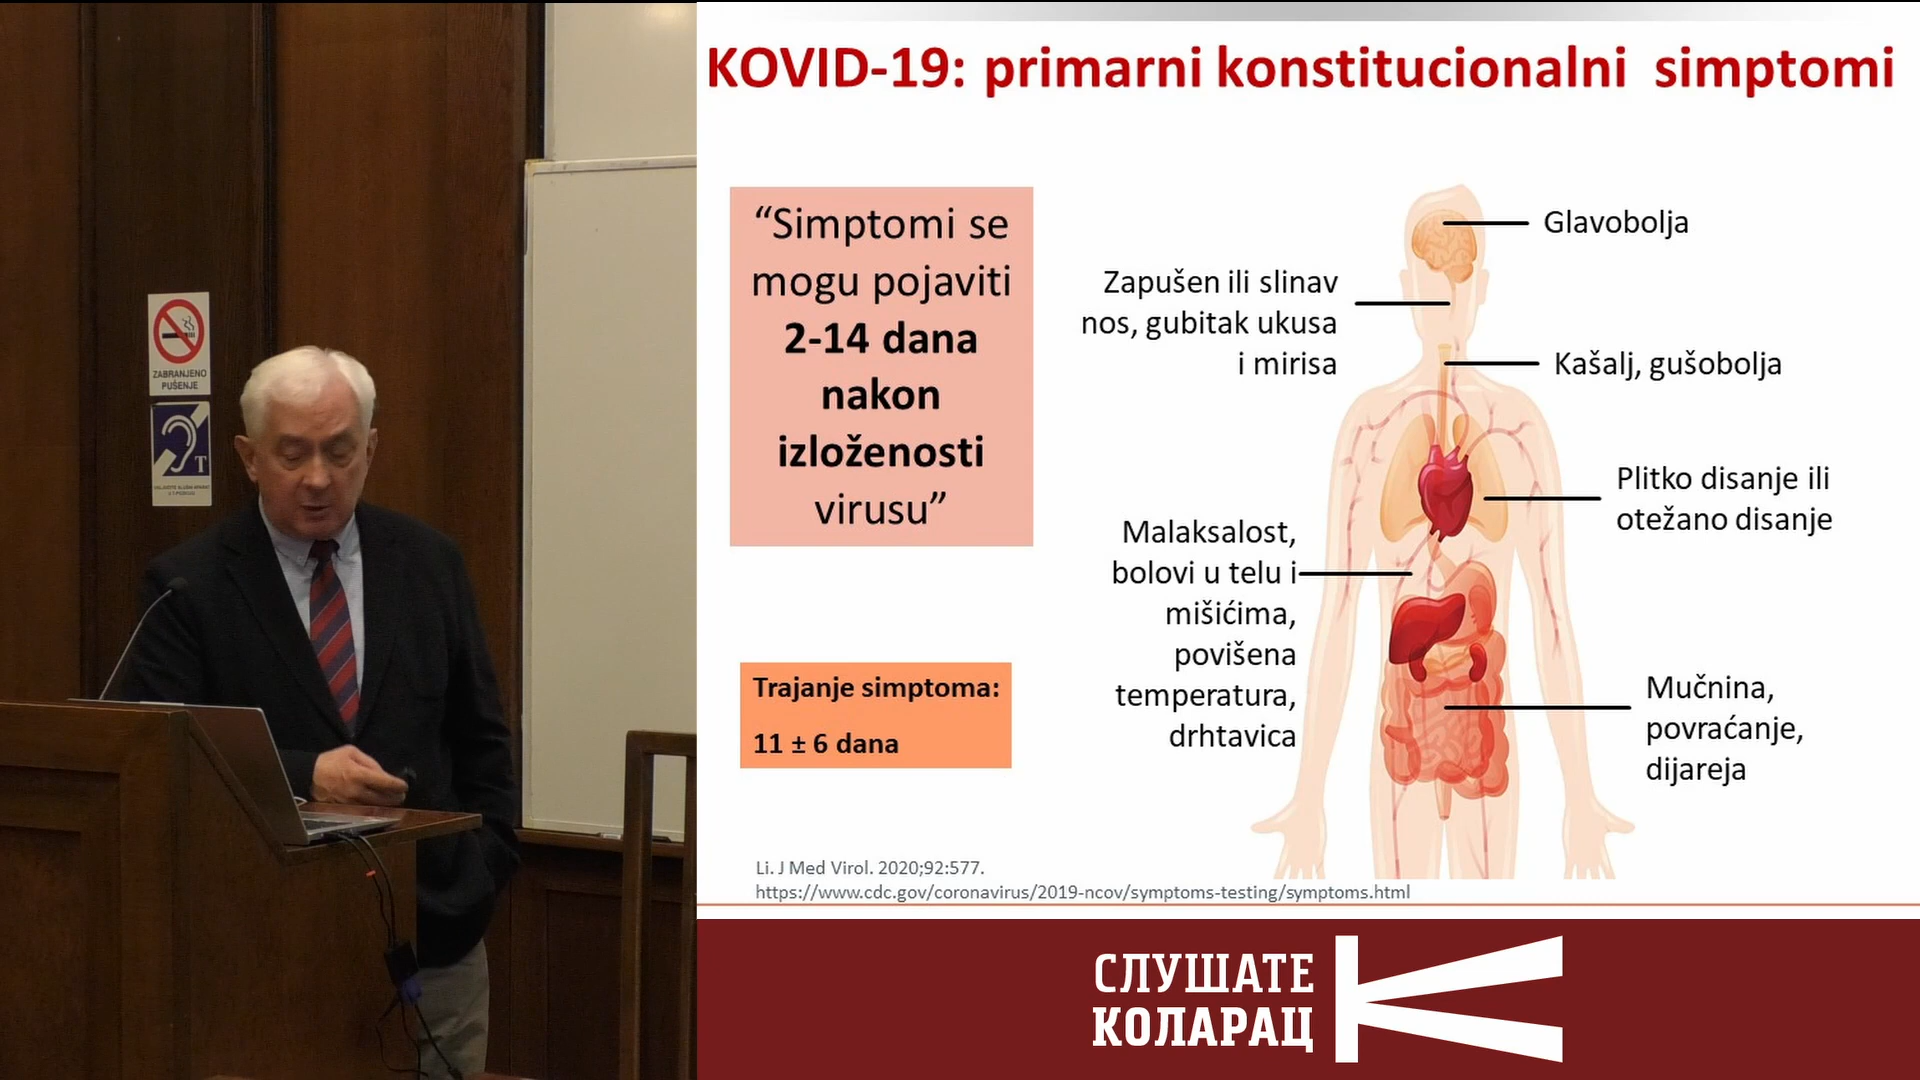 KOVID-19: primarni konstitucionalni simptomi
“Simptomi se
mogu pojaviti
2-14 dana
nakon
izloženosti
virusu”
Trajanje simptoma:
11 ± 6 dana
Glavobolja
Zapušen ili slinav
nos, gubitak ukusa
i mirisa
Kašalj, gušobolja
Plitko disanje ili
otežano disanje
Malaksalost,
bolovi u telu i
mišićima,
povišena
temperatura,
drhtavica
Mučnina,
povraćanje,
dijareja
Li. J Med Virol. 2020;92:577.
https://www.cdc.gov/coronavirus/2019-ncov/symptoms-testing/symptoms.html
СЛУШАТЕ
КОЛАРАЦ
ZABRANJENO
PUŠENJE
T